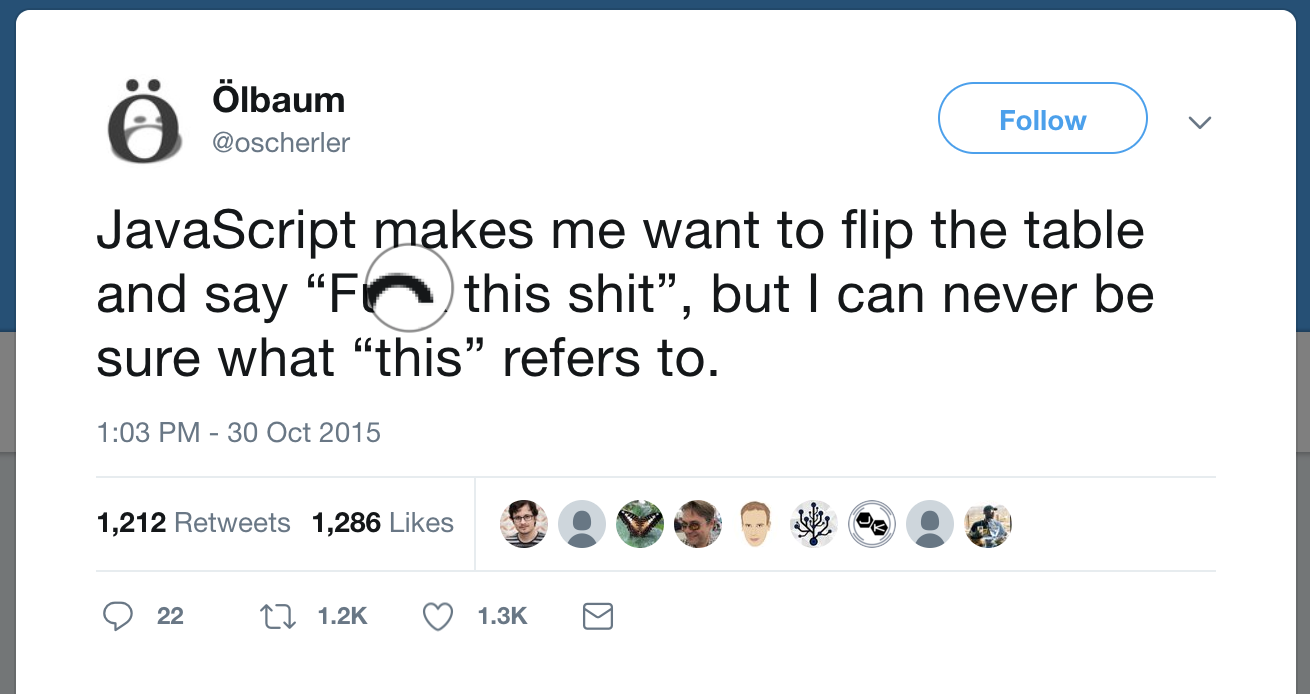 Ölbaum
@oscherler
Follow
JavaScript makes me want to flip the table
and say “Fu this shit”, but I can never be
sure what “this” refers to.
1:03 PM - 30 Oct 2015
1,212 Retweets 1,286 Likes
22 1.2K 1.3K